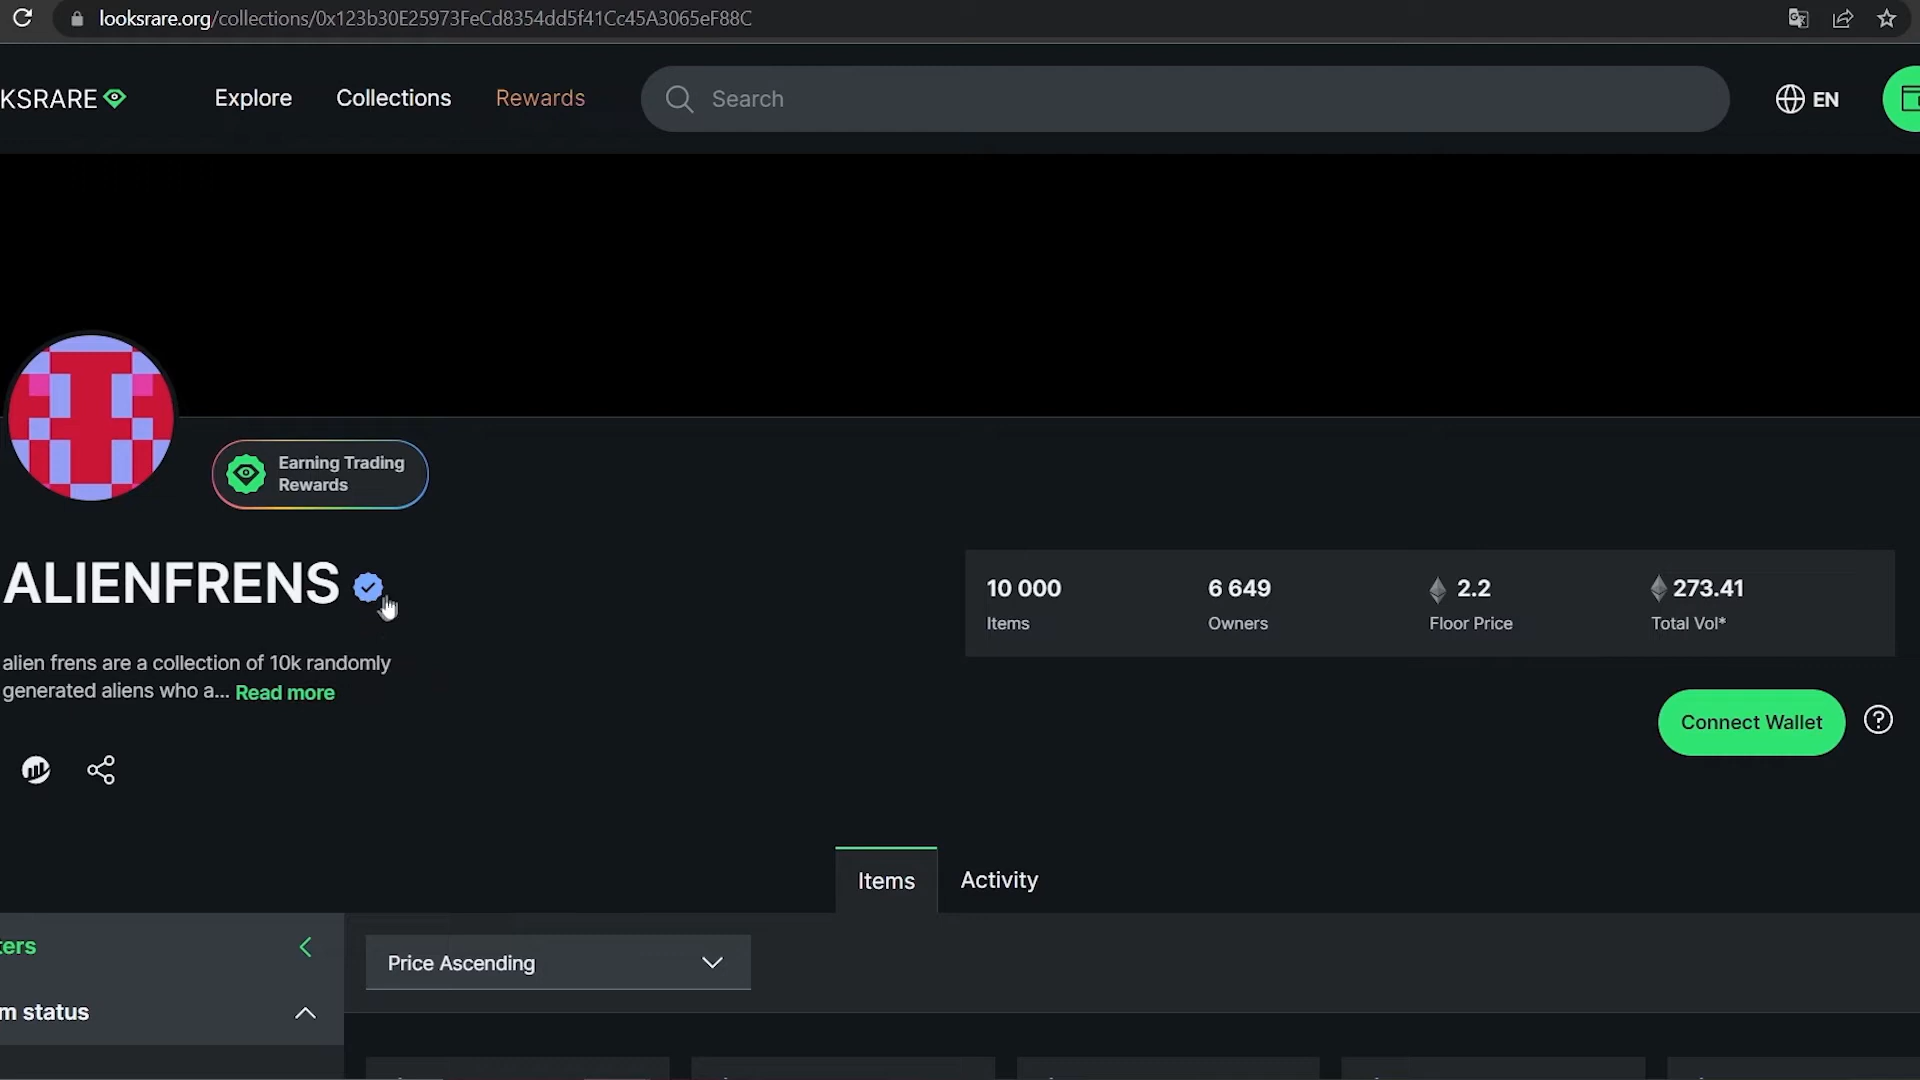 looksrare.org/collections/0x123b30E25973FeCd8354dd5f41Cc45A3065eF88C
KSRARE
Explore
Collections
Rewards
Search
EN
Earning Trading
Rewards
ALIENFRENS
10 000
6 649
2.2
273.41
Items
Owners
Floor Price
Total Vol*
alien frens are a collection of 10k randomly
generated aliens who a... Read more
Connect Wallet
Items
Activity
ters
Price Ascending
m status